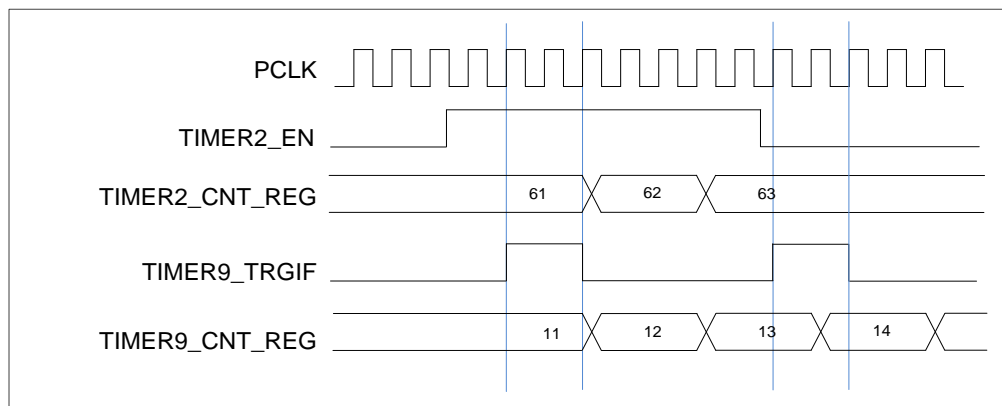 PCLK
TIMER2_EN
TIMER2_CNT_REG 61 62 63
TIMER9_TRGIF
TIMER9_CNT_REG 11 12 13 14